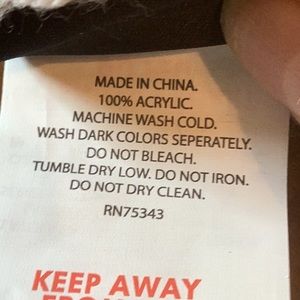 MADE IN CHINA.
100% ACRYLIC.
MACHINE WASH COLD.
WASH DARK COLORS SEPERATELY.
DO NOT BLEACH.
TUMBLE DRY LOW. DO NOT IRON.
DO NOT DRY CLEAN.
RN75343
KEEP AWAY
FROM